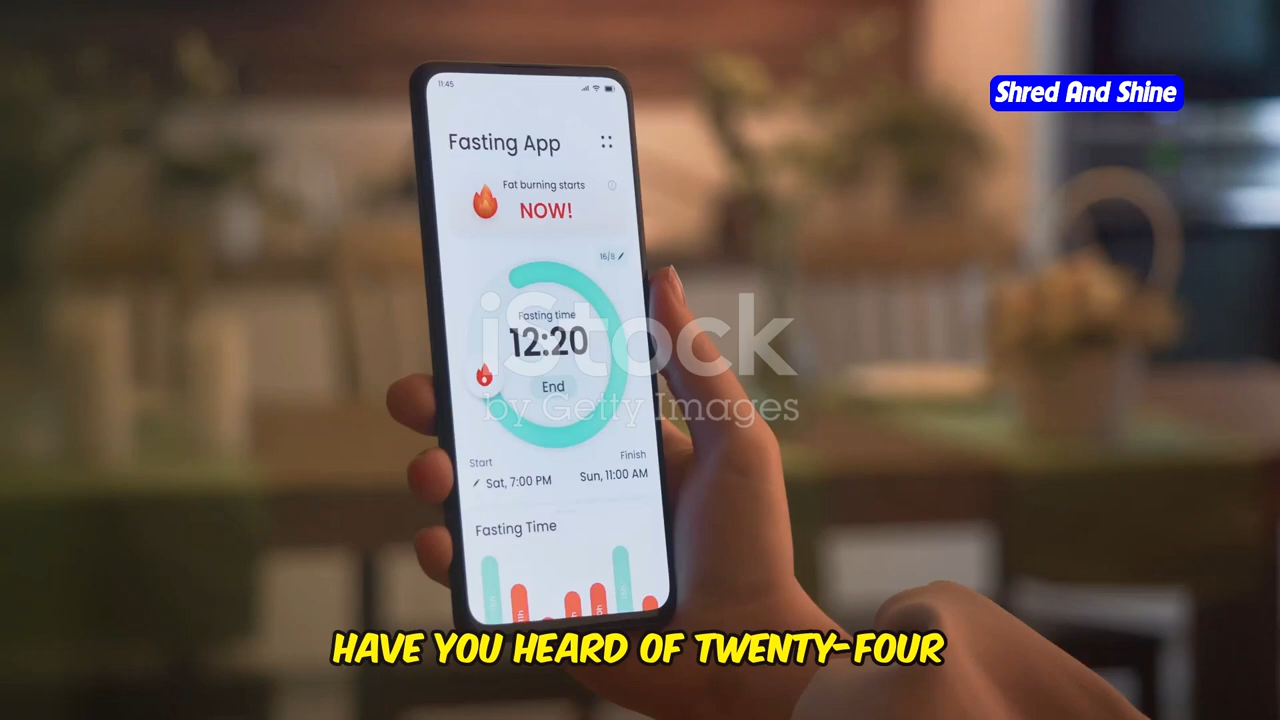 11:45
Shred And Shine
Fasting App
Fat burning starts
NOW!
16/8
Fasting time
12:20
End
iStock
by Getty Images
Start
Finish
Sat, 7:00 PM
Sun, 11:00 AM
Fasting Time
HAVE YOU HEARD OF TWENTY-FOUR